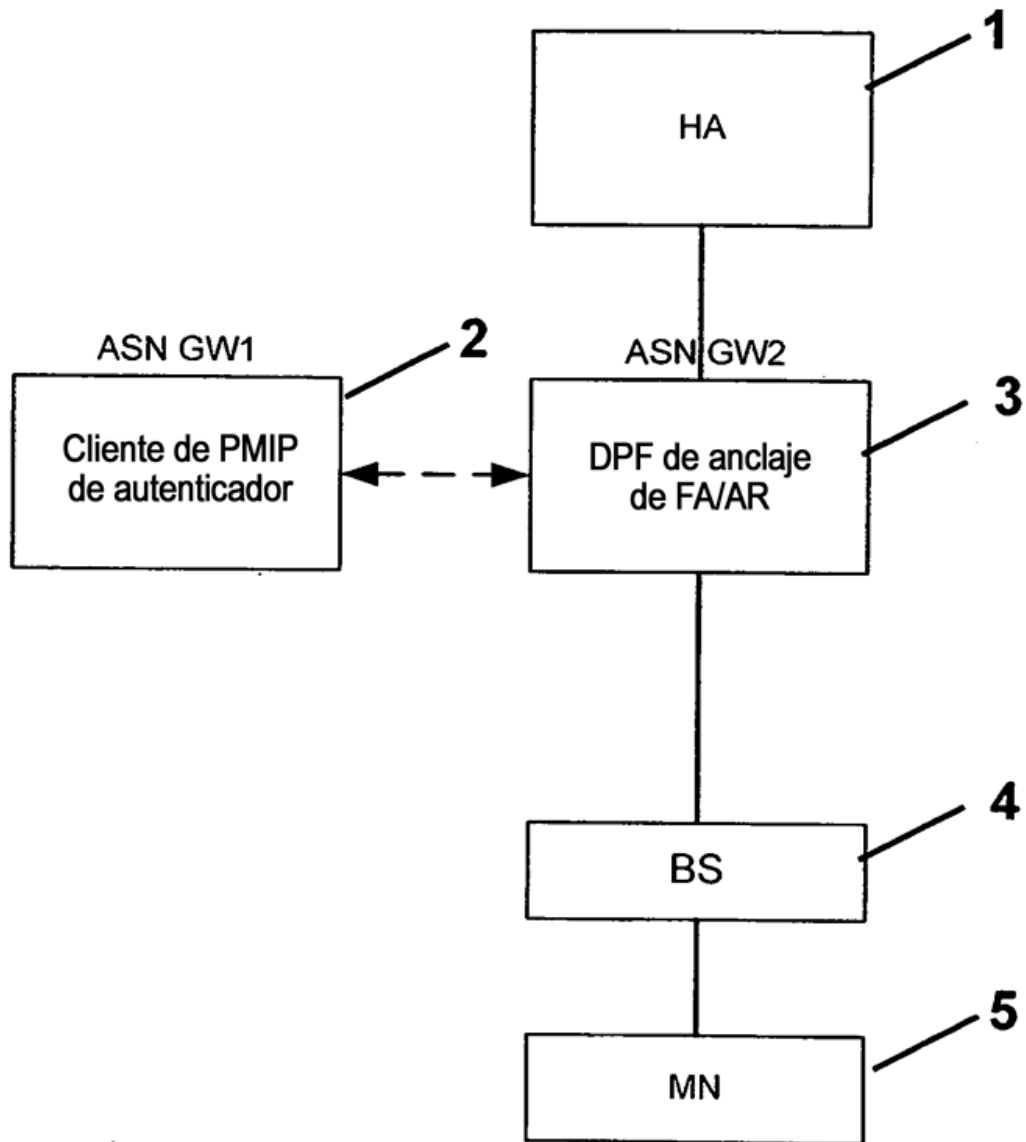 1
HA
ASN GW1
2
ASN GW2
3
Cliente de PMIP
de autenticador
DPF de anclaje
de FA/AR
4
BS
5
MN